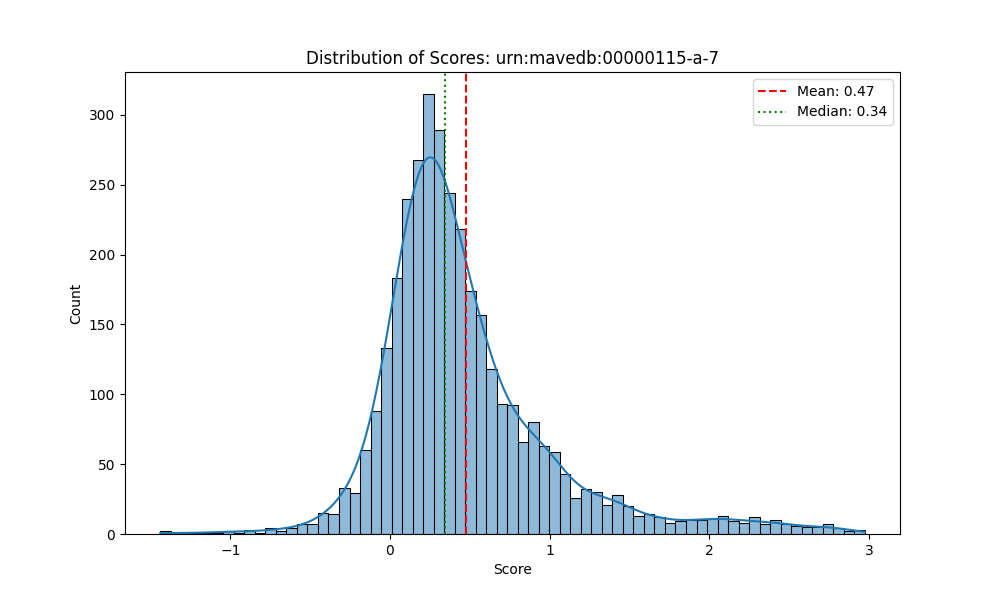 Distribution of Scores: urn:mavedb:00000115-a-7
Mean: 0.47
Median: 0.34
300
250
200
150
100
50
0
Count
−1
0
1
2
3
Score